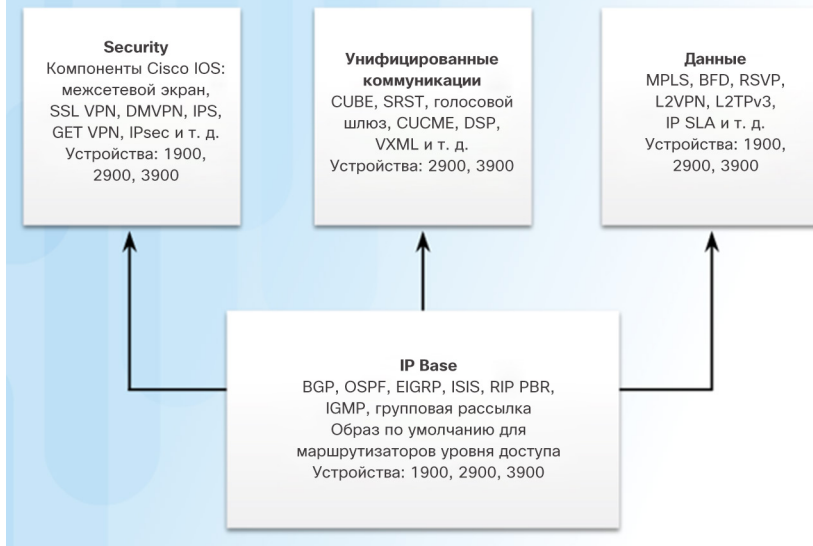 Security
Компоненты Cisco IOS:
межсетевой экран,
SSL VPN, DMVPN, IPS,
GET VPN, IPsec и т. д.
Устройства: 1900,
2900, 3900
Унифицированные
коммуникации
CUBE, SRST, голосовой
шлюз, CUCME, DSP,
VXML и т. д.
Устройства: 2900, 3900
Данные
MPLS, BFD, RSVP,
L2VPN, L2TPv3,
IP SLA и т. д.
Устройства: 1900,
2900, 3900
IP Base
BGP, OSPF, EIGRP, ISIS, RIP PBR,
IGMP, групповая рассылка
Образ по умолчанию для
маршрутизаторов уровня доступа
Устройства: 1900, 2900, 3900